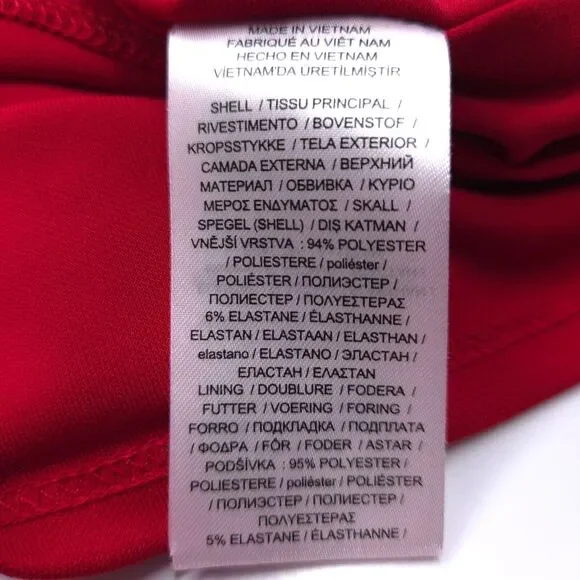 MADE IN VIETNAM
FABRIQUÉ AU VIÊT NAM
HECHO EN VIETNAM
VİETNAM'DA ÜRETİLMİŞTİR
SHELL / TISSU PRINCIPAL /
RIVESTIMENTO / BOVENSTOF /
KROPSSTYKKE / TELA EXTERIOR /
CAMADA EXTERNA / ВЕРХНИЙ
МАТЕРИАЛ / ОБВИВКА / ΚΥΡΙΟ
ΜΕΡΟΣ ΕΝΔΥΜΑΤΟΣ / SKALL /
SPEGEL (SHELL) / DIŞ KATMAN /
VNĚJŠÍ VRSTVA : 94% POLYESTER
/ POLIESTERE / poliéster /
POLIÉSTER / ПОЛИЭСТЕР /
ПОЛИЕСТЕР / ΠΟΛΥΕΣΤΕΡΑΣ
6% ELASTANE / ÉLASTHANNE /
ELASTAN / ELASTAAN / ELASTHAN /
elastano / ELASTANO / ЭЛАСТАН /
ЕЛАСТАН / ΕΛΑΣΤΑΝ
LINING / DOUBLURE / FODERA /
FUTTER / VOERING / FORING /
FORRO / ПОДКЛАДКА / ПОДПЛАТА
/ ΦΟΔΡΑ / FÔR / FODER / ASTAR /
PODŠÍVKA : 95% POLYESTER /
POLIESTERE / poliéster / POLIÉSTER
/ ПОЛИЭСТЕР / ПОЛИЕСТЕР /
ΠΟΛΥΕΣΤΕΡΑΣ
5% ELASTANE / ÉLASTHANNE /